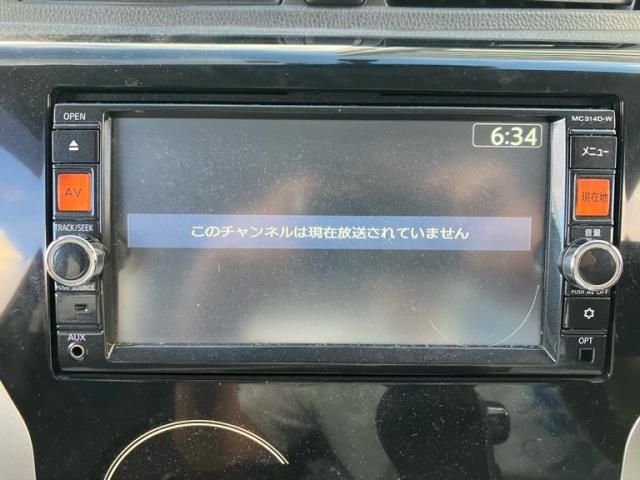 OPEN
MC314D-W
6:34
メニュー
AV
現在地
TRACK/SEEK
音量
このチャンネルは現在放送されていません
PUSH SOURCE
PUSH AV OFF
AUX
OPT